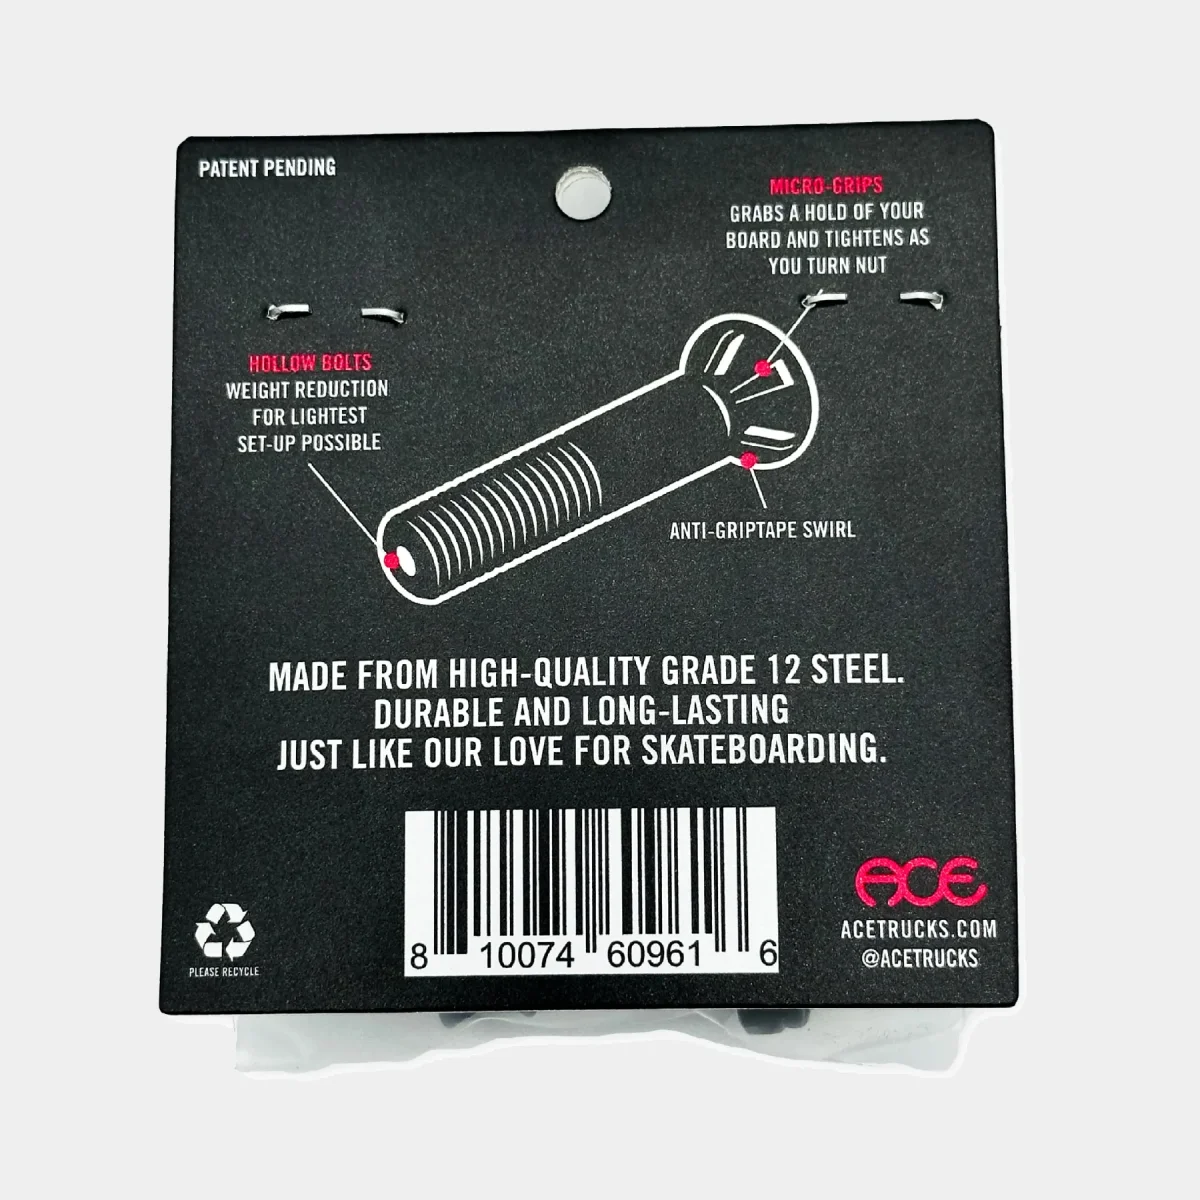 PATENT PENDING
MICRO-GRIPS
GRABS A HOLD OF YOUR
BOARD AND TIGHTENS AS
YOU TURN NUT
HOLLOW BOLTS
WEIGHT REDUCTION
FOR LIGHTEST
SET-UP POSSIBLE
ANTI-GRIPTAPE SWIRL
MADE FROM HIGH-QUALITY GRADE 12 STEEL.
DURABLE AND LONG-LASTING
JUST LIKE OUR LOVE FOR SKATEBOARDING.
8 10074 60961 6
PLEASE RECYCLE
ACE
ACETRUCKS.COM
@ACETRUCKS